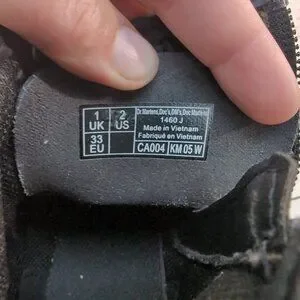 1 UK
2 US
33 EU
Dr.Martens,Doc's,DM's,Doc Martens
1460 J
Made in Vietnam
Fabriqué en Vietnam
CA004 KM 05 W